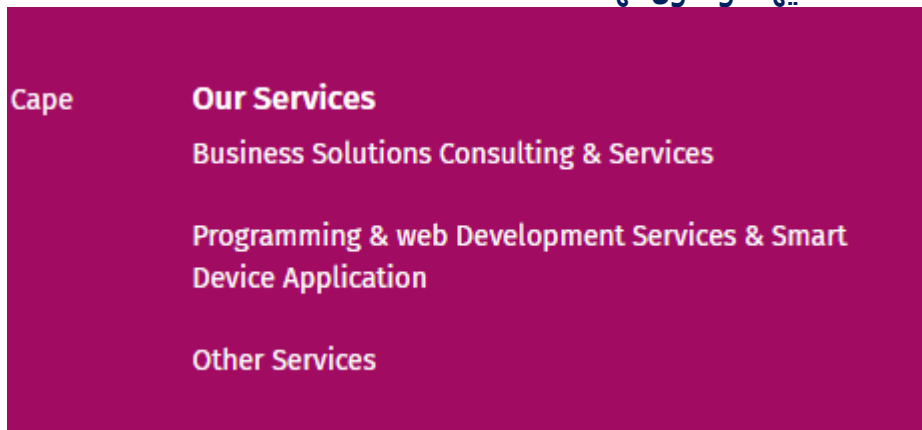 Cape
Our Services
Business Solutions Consulting & Services
Programming & web Development Services & Smart
Device Application
Other Services